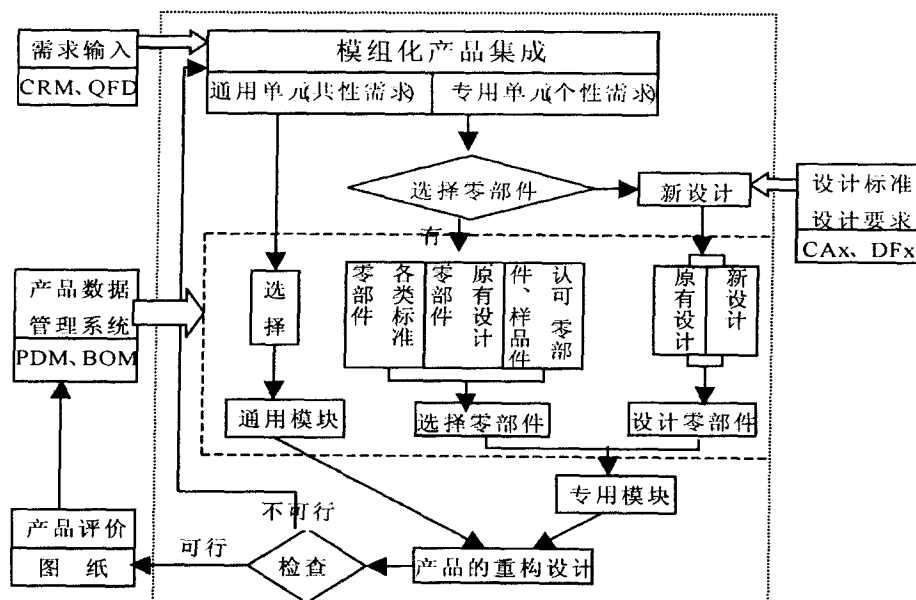 需求输入
CRM、QFD
模组化产品集成
通用单元(共性需求)
专用单元(个性需求)
选择零部件
新设计
设计标准
设计要求
CAx、DFx
有
产品数据
管理系统
PDM、BOM
选择
各类标准
零部件
原有设计
零部件
认可零部
件、样品件
原有设计
新设计
通用模块
选择零部件
设计零部件
专用模块
不可行
可行
产品评价
图纸
检查
产品的重构设计